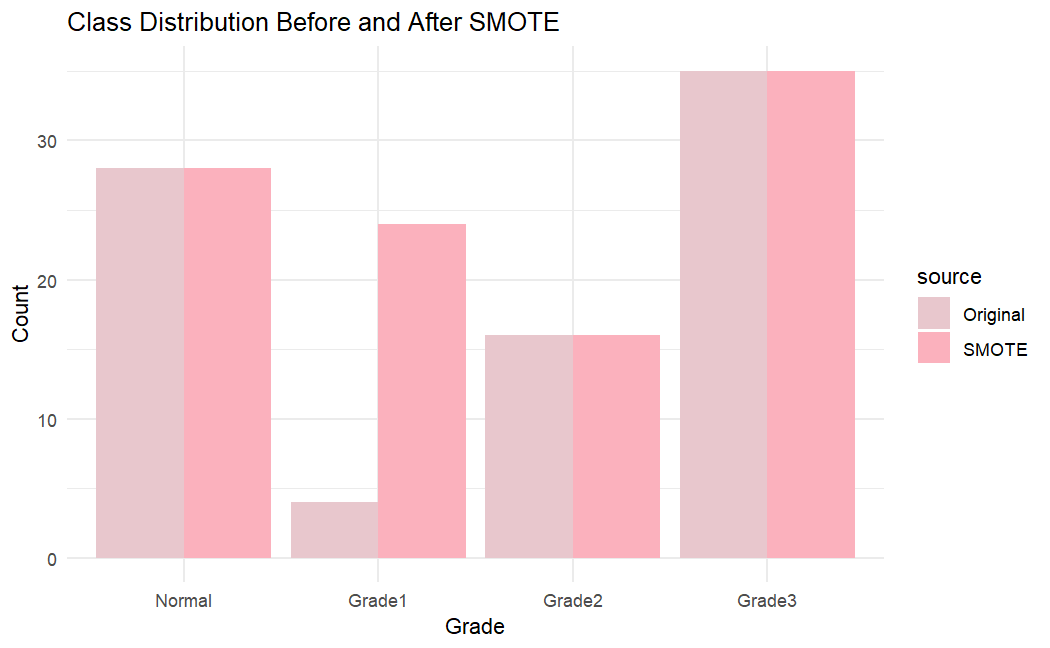 Class Distribution Before and After SMOTE
30
20
10
0
Count
Normal Grade1 Grade2 Grade3
Grade
source
Original
SMOTE